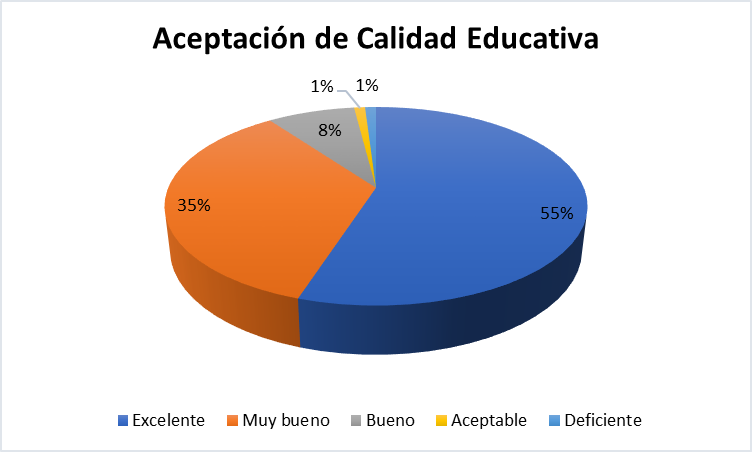 Aceptación de Calidad Educativa
1% 1%
8%
35%
55%
Excelente Muy bueno Bueno Aceptable Deficiente